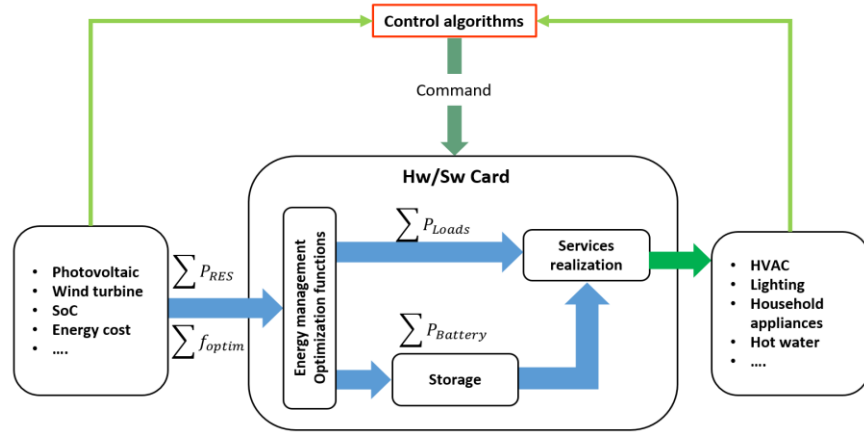 Control algorithms
Command
Hw/Sw Card
• Photovoltaic
• Wind turbine
• SoC
• Energy cost
• ....
∑ P_RES
∑ f_optim
Energy management
Optimization functions
∑ P_Loads
∑ P_Battery
Storage
Services
realization
• HVAC
• Lighting
• Household
appliances
• Hot water
• ....